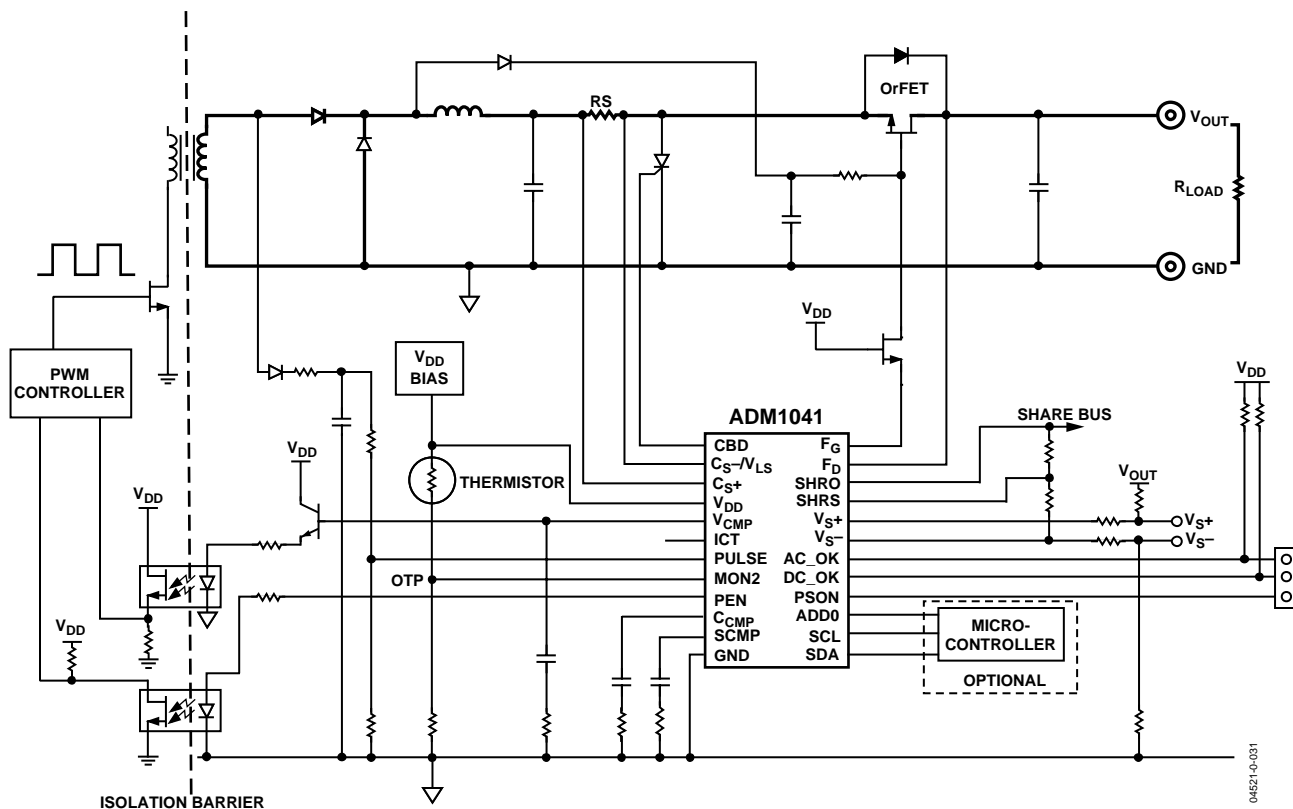 OrFET
RS
VOUT
RLOAD
GND
VDD
PWM
CONTROLLER
VDD
BIAS
VDD
ADM1041
SHARE BUS
VDD
THERMISTOR
VDD
VOUT
CBD
CS–/VLS
CS+
VDD
VCMP
ICT
PULSE
MON2
PEN
CCMP
SCMP
GND
FG
FD
SHRO
SHRS
VS+
VS–
AC_OK
DC_OK
PSON
ADD0
SCL
SDA
VS+
VS–
OTP
VDD
MICRO-
CONTROLLER
OPTIONAL
ISOLATION BARRIER
04521-0-031